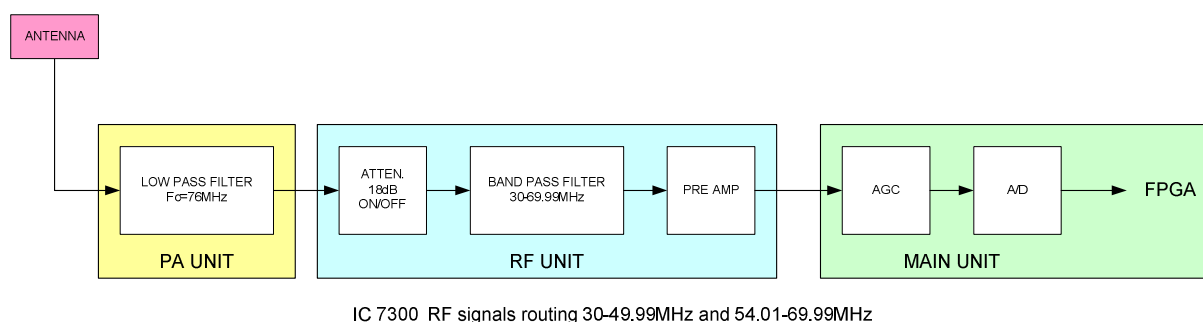 ANTENNA
LOW PASS FILTER
Fc=76MHz
PA UNIT
ATTEN.
18dB
ON/OFF
BAND PASS FILTER
30-69.99MHz
PRE AMP
RF UNIT
AGC
A/D
FPGA
MAIN UNIT
IC 7300 RF signals routing 30-49.99MHz and 54.01-69.99MHz